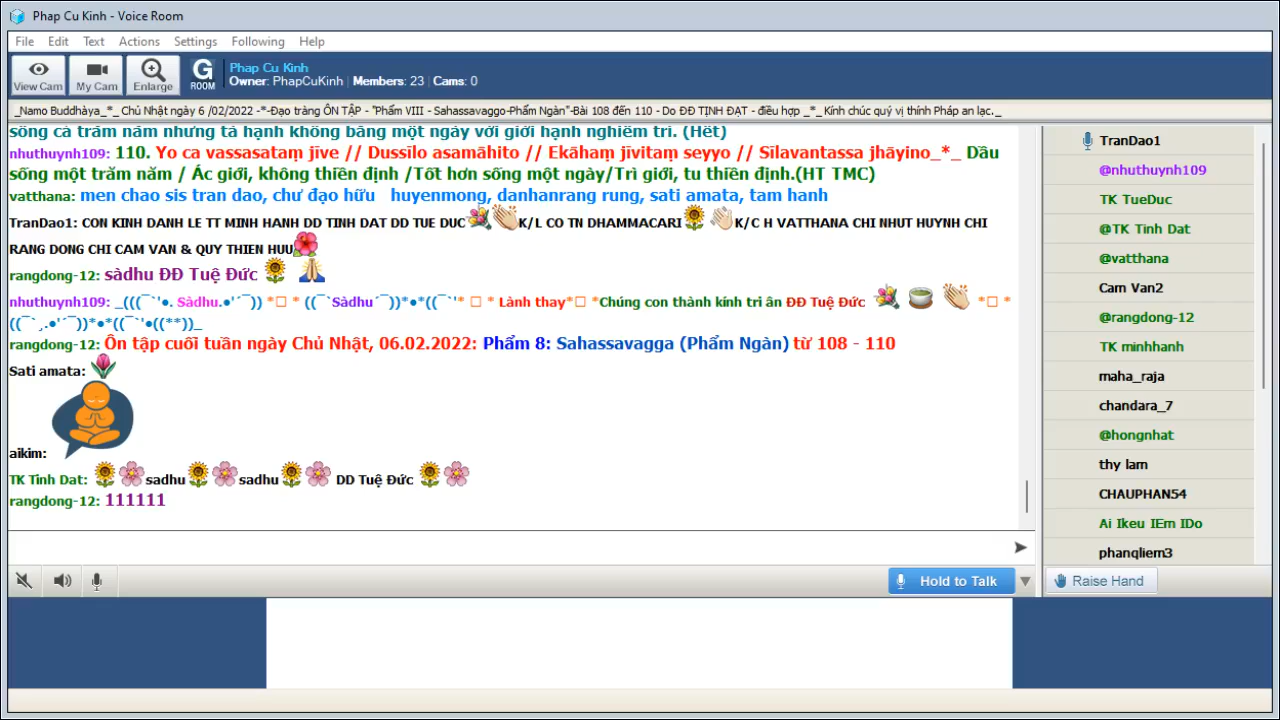 Phap Cu Kinh - Voice Room
File Edit Text Actions Settings Following Help
View Cam My Cam Enlarge G ROOM
Phap Cu Kinh
Owner: PhapCuKinh Members: 23 Cams: 0
_Namo Buddhàya_*_ Chủ Nhật ngày 6 /02/2022 -*-Đạo tràng ÔN TẬP - "Phẩm VIII - Sahassavaggo-Phẩm Ngàn"-Bài 108 đến 110 - Do ĐĐ TỊNH ĐẠT - điều hợp _*_ Kính chúc quý vị thính Pháp an lạc._
sống cả trăm năm nhưng tà hạnh không bằng một ngày với giới hạnh nghiêm trì. (Hết)
nhuthuynh109: 110. Yo ca vassasataṃ jīve // Dussīlo asamāhito // Ekāhaṃ jīvitaṃ seyyo // Sīlavantassa jhāyino_*_ Dầu
sống một trăm năm / Ác giới, không thiền định /Tốt hơn sống một ngày/Trì giới, tu thiền định.(HT TMC)
vatthana: men chao sis tran dao, chư đạo hữu huyenmong, danhanrang rung, sati amata, tam hanh
TranDao1: CON KINH DANH LE TT MINH HANH DD TINH DAT DD TUE DUC K/L CO TN DHAMMACARI K/C H VATTHANA CHI NHUT HUYNH CHI
RANG DONG CHI CAM VAN & QUY THIEN HUU
rangdong-12: sàdhu ĐĐ Tuệ Đức
nhuthuynh109: _(((¯`'•. Sàdhu.•'´¯)) *□ * ((¯`Sàdhu´¯))*•*((¯`'* □ * Lành thay*□ *Chúng con thành kính tri ân ĐĐ Tuệ Đức *□ *
((¯`¸.•'´¯))*•*((¯`'•((**))_
rangdong-12: Ôn tập cuối tuần ngày Chủ Nhật, 06.02.2022: Phẩm 8: Sahassavagga (Phẩm Ngàn) từ 108 - 110
Sati amata:
aikim:
TK Tinh Dat: sadhu sadhu DD Tuệ Đức
rangdong-12: 111111
Hold to Talk
TranDao1
@nhuthuynh109
TK TueDuc
@TK Tinh Dat
@vatthana
Cam Van2
@rangdong-12
TK minhhanh
maha_raja
chandara_7
@hongnhat
thy lam
CHAUPHAN54
Ai Ikeu IEm IDo
phanqliem3
Raise Hand